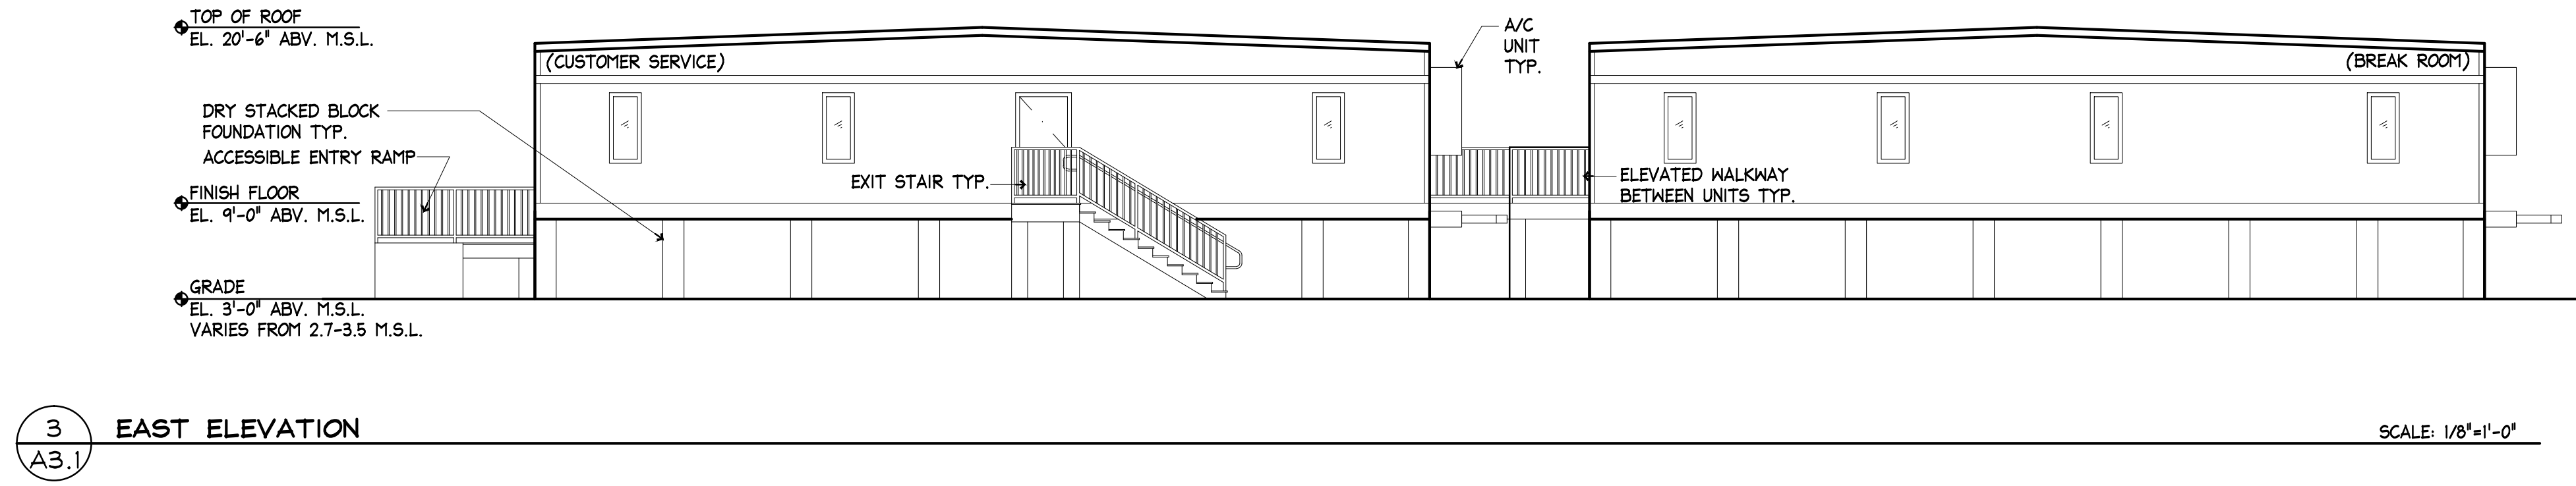 TOP OF ROOF
EL. 20'-6" ABV. M.S.L.
(CUSTOMER SERVICE)
A/C
UNIT
TYP.
(BREAK ROOM)
DRY STACKED BLOCK
FOUNDATION TYP.
ACCESSIBLE ENTRY RAMP
EXIT STAIR TYP.
ELEVATED WALKWAY
BETWEEN UNITS TYP.
FINISH FLOOR
EL. 9'-0" ABV. M.S.L.
GRADE
EL. 3'-0" ABV. M.S.L.
VARIES FROM 2.7-3.5 M.S.L.
3
A3.1
EAST ELEVATION
SCALE: 1/8"=1'-0"